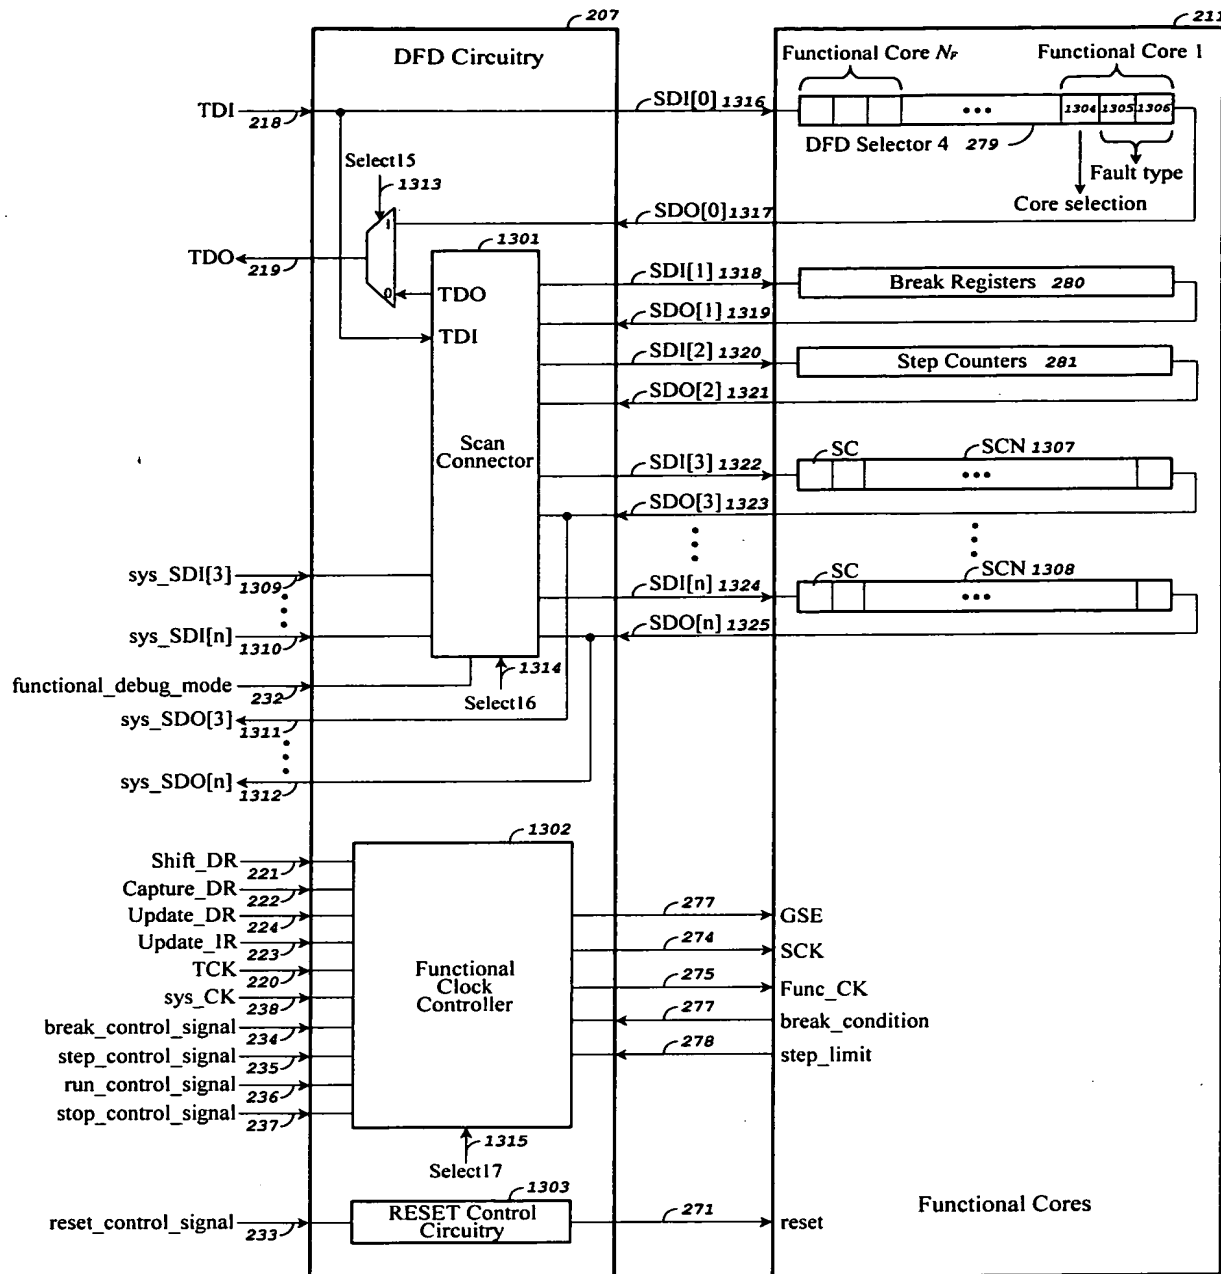 207
211
DFD Circuitry
Functional Core NF
Functional Core 1
TDI
218
SDI[0] 1316
1304 1305 1306
DFD Selector 4 279
Fault type
Core selection
Select15
1313
1
SDO[0] 1317
TDO
219
0
1301
TDO
TDI
Scan
Connector
SDI[1] 1318
Break Registers 280
SDO[1] 1319
SDI[2] 1320
Step Counters 281
SDO[2] 1321
SDI[3] 1322
SC
SCN 1307
SDO[3] 1323
sys_SDI[3]
1309
SDI[n] 1324
SC
SCN 1308
sys_SDI[n]
1310
SDO[n] 1325
1314
Select16
functional_debug_mode
232
sys_SDO[3]
1311
sys_SDO[n]
1312
1302
Shift_DR
221
Capture_DR
222
Update_DR
224
Update_IR
223
TCK
220
sys_CK
238
break_control_signal
234
step_control_signal
235
run_control_signal
236
stop_control_signal
237
Functional
Clock
Controller
277
GSE
274
SCK
275
Func_CK
277
break_condition
278
step_limit
1315
Select17
1303
reset_control_signal
233
RESET Control
Circuitry
271
reset
Functional Cores